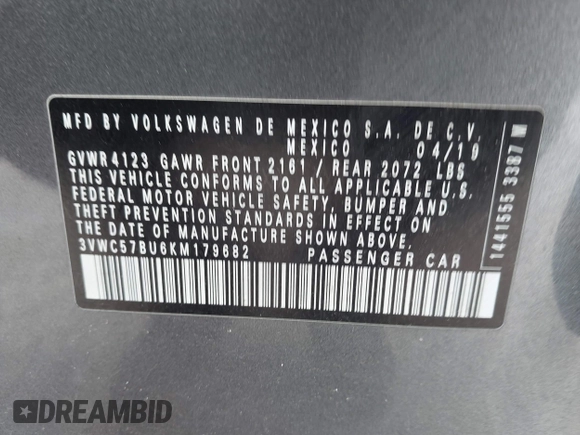 MFD BY VOLKSWAGEN DE MEXICO S.A. DE C.V.
MEXICO 04/19
GVWR 4123 GAWR FRONT 2161 / REAR 2072 LBS
THIS VEHICLE CONFORMS TO ALL APPLICABLE U.S.
FEDERAL MOTOR VEHICLE SAFETY, BUMPER AND
THEFT PREVENTION STANDARDS IN EFFECT ON
THE DATE OF MANUFACTURE SHOWN ABOVE.
3VWC57BU6KM179682 PASSENGER CAR
1441555 3387 W
DREAMBID